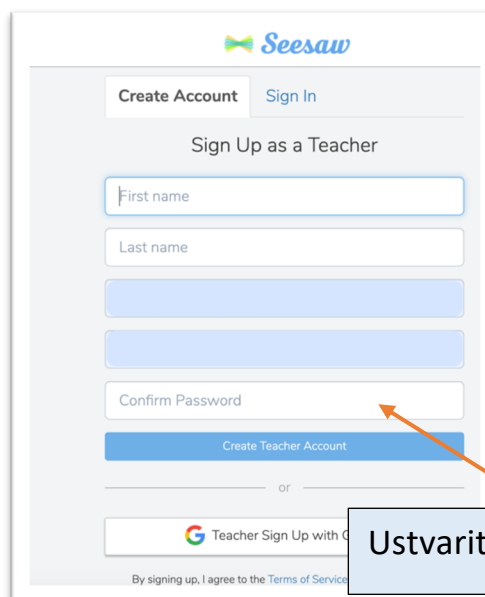 Seesaw
Create Account Sign In
Sign Up as a Teacher
First name
Last name
Confirm Password
Create Teacher Account
or
Teacher Sign Up with
Ustvarit
By signing up, I agree to the Terms of Service